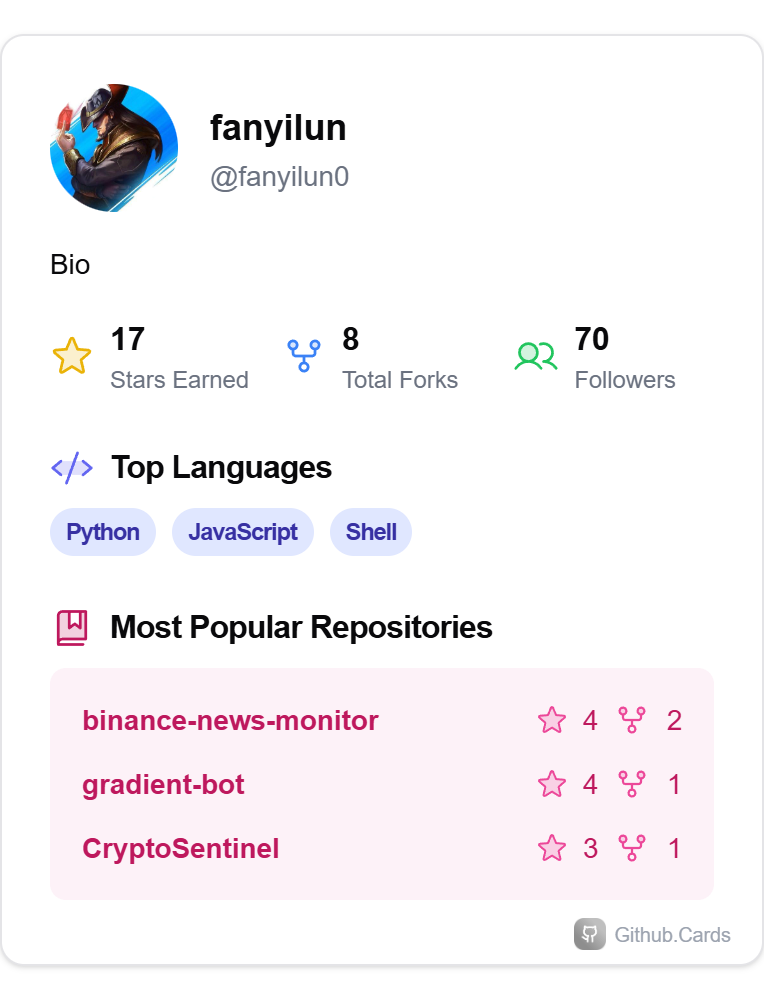 fanyilun
@fanyilun0
Bio
17 8 70
Stars Earned Total Forks Followers
Top Languages
Python JavaScript Shell
Most Popular Repositories
binance-news-monitor 4 2
gradient-bot 4 1
CryptoSentinel 3 1
Github.Cards